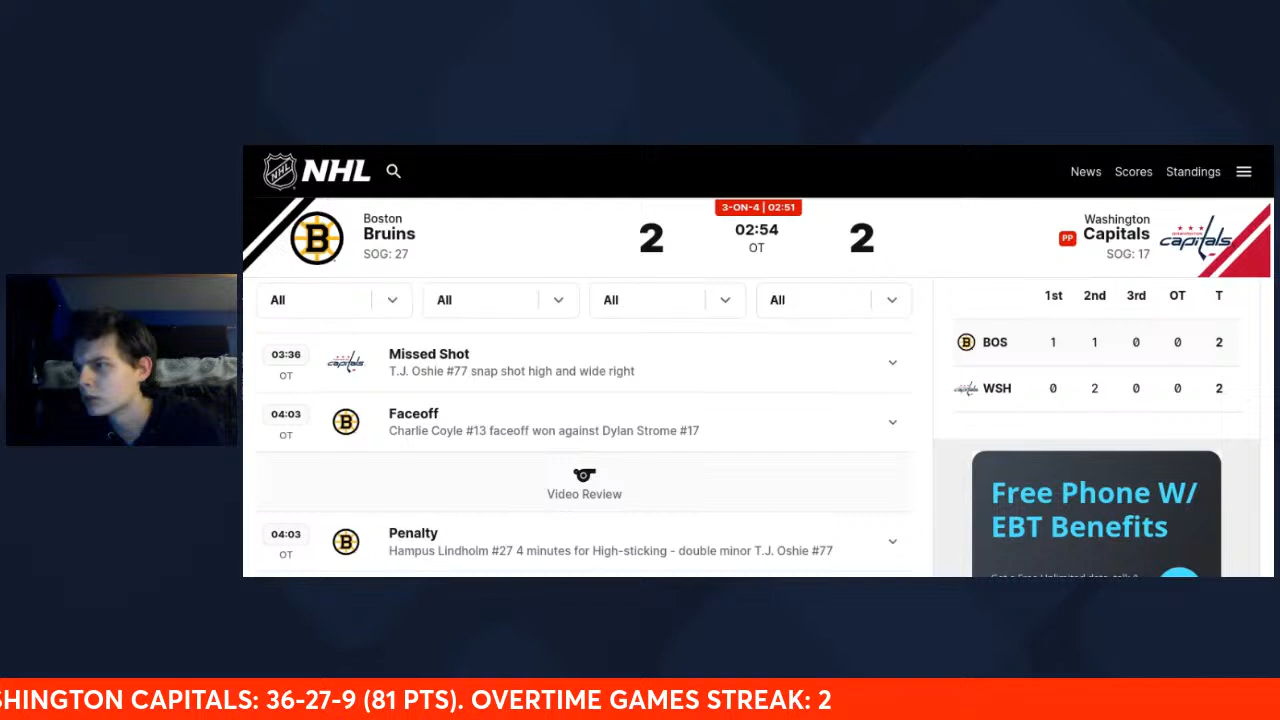 NHL
NHL
News Scores Standings
3-ON-4 | 02:51
Boston
Bruins
SOG: 27
2
02:54
OT
2
PP
Washington
Capitals
SOG: 17
capitals
All All All All
1st 2nd 3rd OT T
BOS 1 1 0 0 2
WSH 0 2 0 0 2
03:36
OT
capitals
Missed Shot
T.J. Oshie #77 snap shot high and wide right
04:03
OT
B
Faceoff
Charlie Coyle #13 faceoff won against Dylan Strome #17
Video Review
04:03
OT
B
Penalty
Hampus Lindholm #27 4 minutes for High-sticking - double minor T.J. Oshie #77
Free Phone W/
EBT Benefits
SHINGTON CAPITALS: 36-27-9 (81 PTS). OVERTIME GAMES STREAK: 2